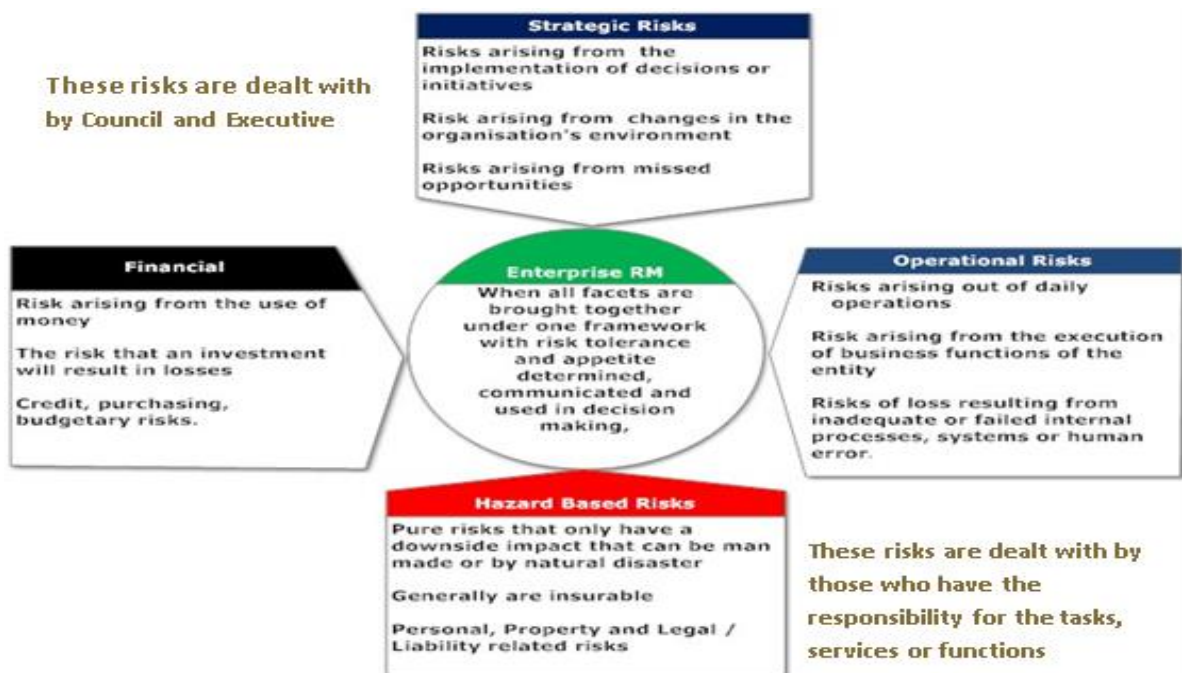 Strategic Risks
Risks arising from the
implementation of decisions or
initiatives
Risk arising from changes in the
organisation's environment
Risks arising from missed
opportunities
These risks are dealt with
by Council and Executive
Financial
Risk arising from the use of
money
The risk that an investment
will result in losses
Credit, purchasing,
budgetary risks.
Enterprise RM
When all facets are
brought together
under one framework
with risk tolerance
and appetite
determined,
communicated and
used in decision
making,
Operational Risks
Risks arising out of daily
operations
Risk arising from the execution
of business functions of the
entity
Risks of loss resulting from
inadequate or failed internal
processes, systems or human
error.
Hazard Based Risks
Pure risks that only have a
downside impact that can be man
made or by natural disaster
Generally are insurable
Personal, Property and Legal /
Liability related risks
These risks are dealt with by
those who have the
responsibility for the tasks,
services or functions